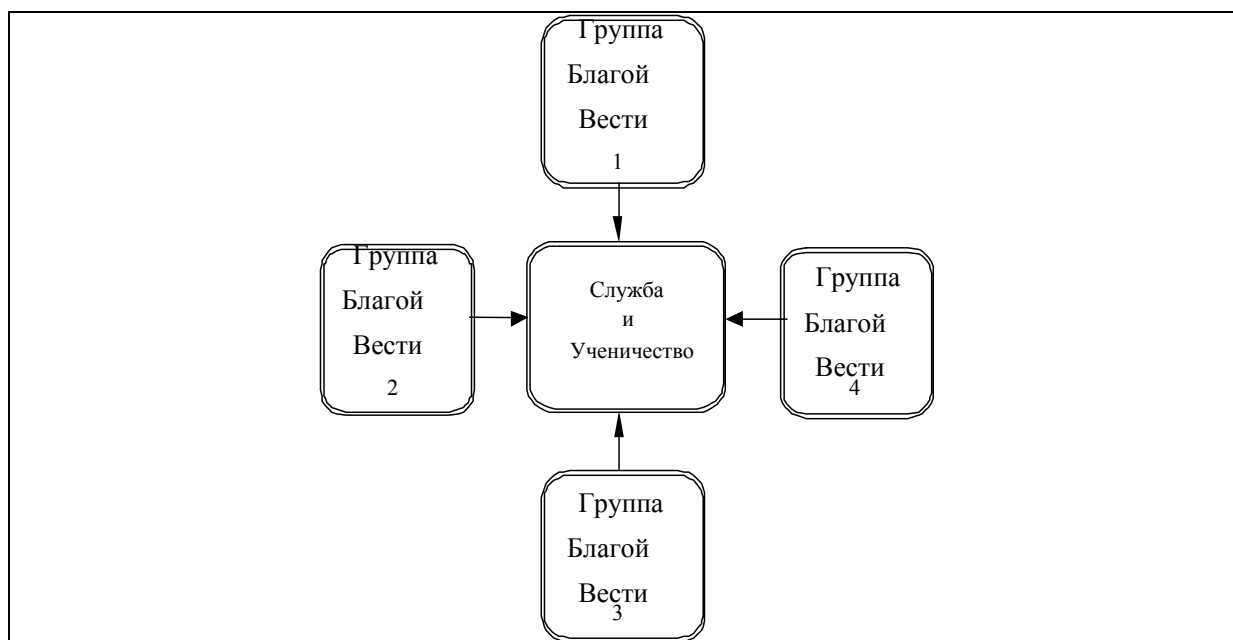 Группа
Благой
Вести
1
Группа
Благой
Вести
2
Служба
и
Ученичество
Группа
Благой
Вести
4
Группа
Благой
Вести
3